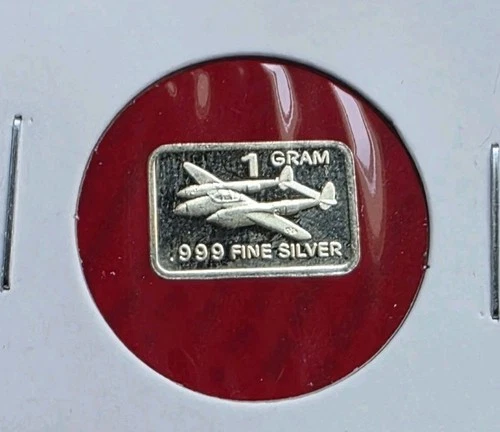 1 GRAM
.999 FINE SILVER